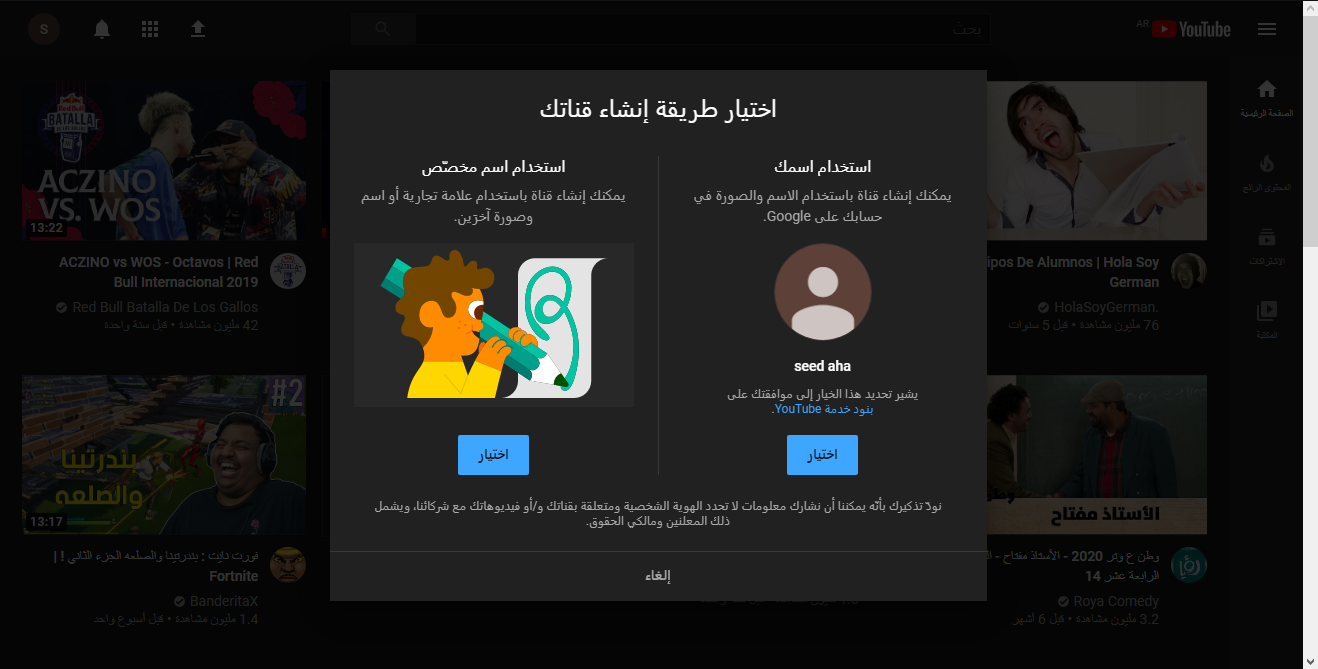 YouTube
AR
بحث
S
الصفحة الرئيسية
المحتوى الرائج
الاشتراكات
المكتبة
اختيار طريقة إنشاء قناتك
استخدام اسمك
يمكنك إنشاء قناة باستخدام الاسم والصورة في
حسابك على Google.
seed aha
يشير تحديد هذا الخيار إلى موافقتك على
بنود خدمة YouTube.
اختيار
استخدام اسم مخصّص
يمكنك إنشاء قناة باستخدام علامة تجارية أو اسم
وصورة آخرَين.
اختيار
نودّ تذكيرك بأنّه يمكننا أن نشارك معلومات لا تحدد الهوية الشخصية ومتعلقة بقناتك و/أو فيديوهاتك مع شركائنا، ويشمل
ذلك المعلنين ومالكي الحقوق.
إلغاء
ipos De Alumnos | Hola Soy
German
HolaSoyGerman.
76 مليون مشاهدة • قبل 5 سنوات
Red Bull
BATALLA
ACZINO
VS. WOS
13:22
ACZINO vs WOS - Octavos | Red
Bull Internacional 2019
Red Bull Batalla De Los Gallos
42 مليون مشاهدة • قبل سنة واحدة
الأستاذ مفتاح
وطن ع وتر 2020 - الأستاذ مفتاح -
الرابعة عشر 14
Roya Comedy
3.2 مليون مشاهدة • قبل 6 أشهر
#2
بندرتينا
والصلعه
13:17
فورت نايت : بندرتينا والصلعه الجزء الثاني ! |
Fortnite
BanderitaX
1.4 مليون مشاهدة • قبل أسبوع واحد